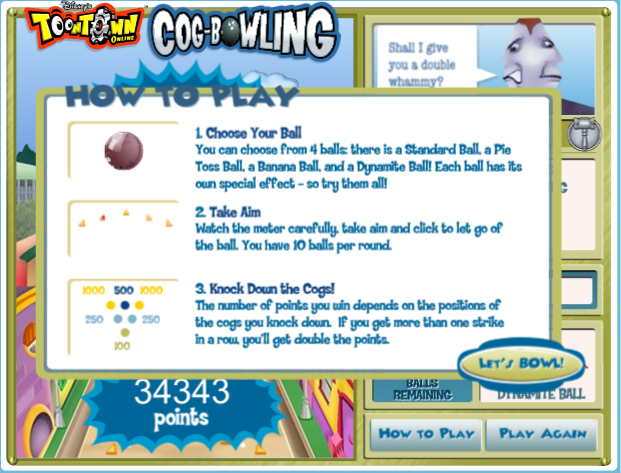 Disney's
TOONTOWN
ONLINE
COG-BOWLING
Shall I give
you a double
whammy?
HOW TO PLAY
1. Choose Your Ball
You can choose from 4 balls: there is a Standard Ball, a Pie
Toss Ball, a Banana Ball, and a Dynamite Ball! Each ball has its
own special effect - so try them all!
2. Take Aim
Watch the meter carefully, take aim and click to let go of
the ball. You have 10 balls per round.
1000 500 1000
250 250
100
3. Knock Down the Cogs!
The number of points you win depends on the positions of
the cogs you knock down. If you get more than one strike
in a row, you'll get double the points.
LET'S BOWL!
34343
points
BALLS
REMAINING
DYNAMITE BALL
HOW TO PLAY
PLAY AGAIN